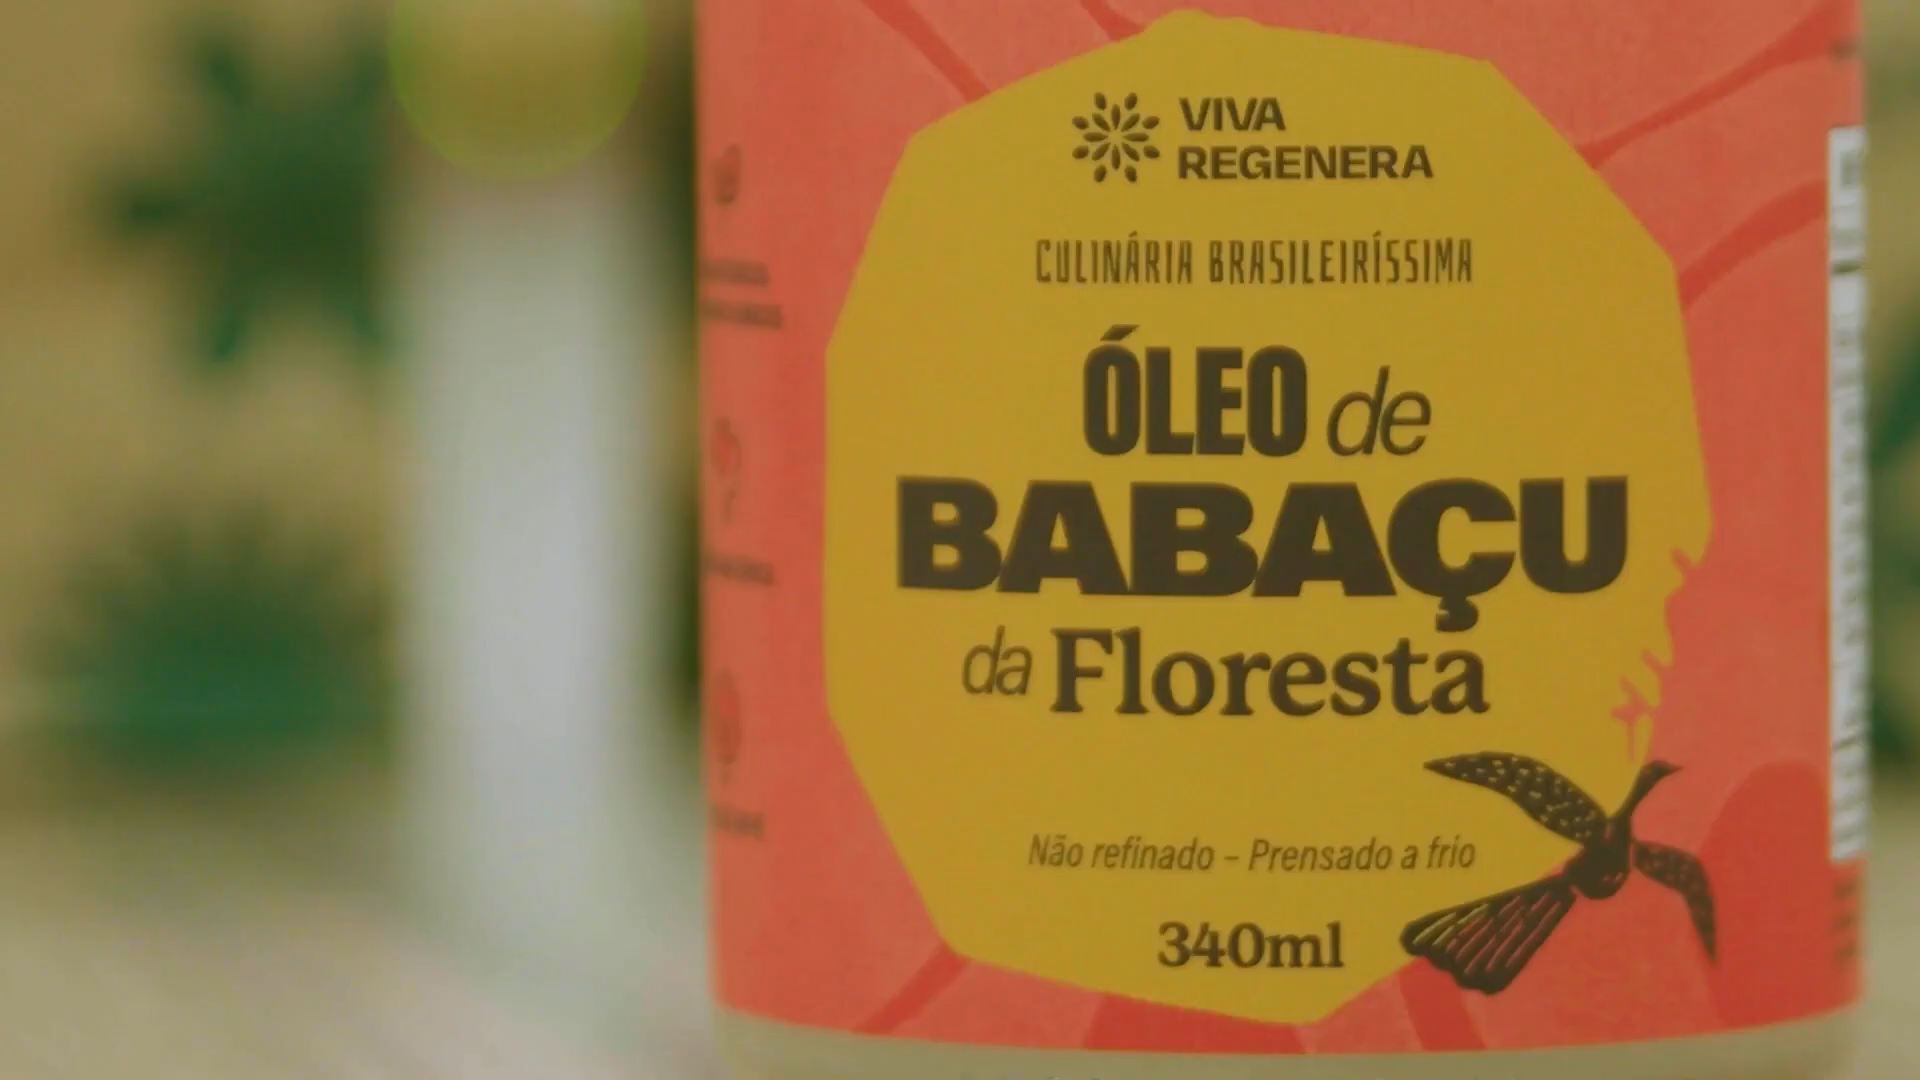 VIVA
REGENERA
CULINÁRIA BRASILEIRÍSSIMA
ÓLEO de
BABAÇU
da Floresta
Não refinado – Prensado a frio
340ml